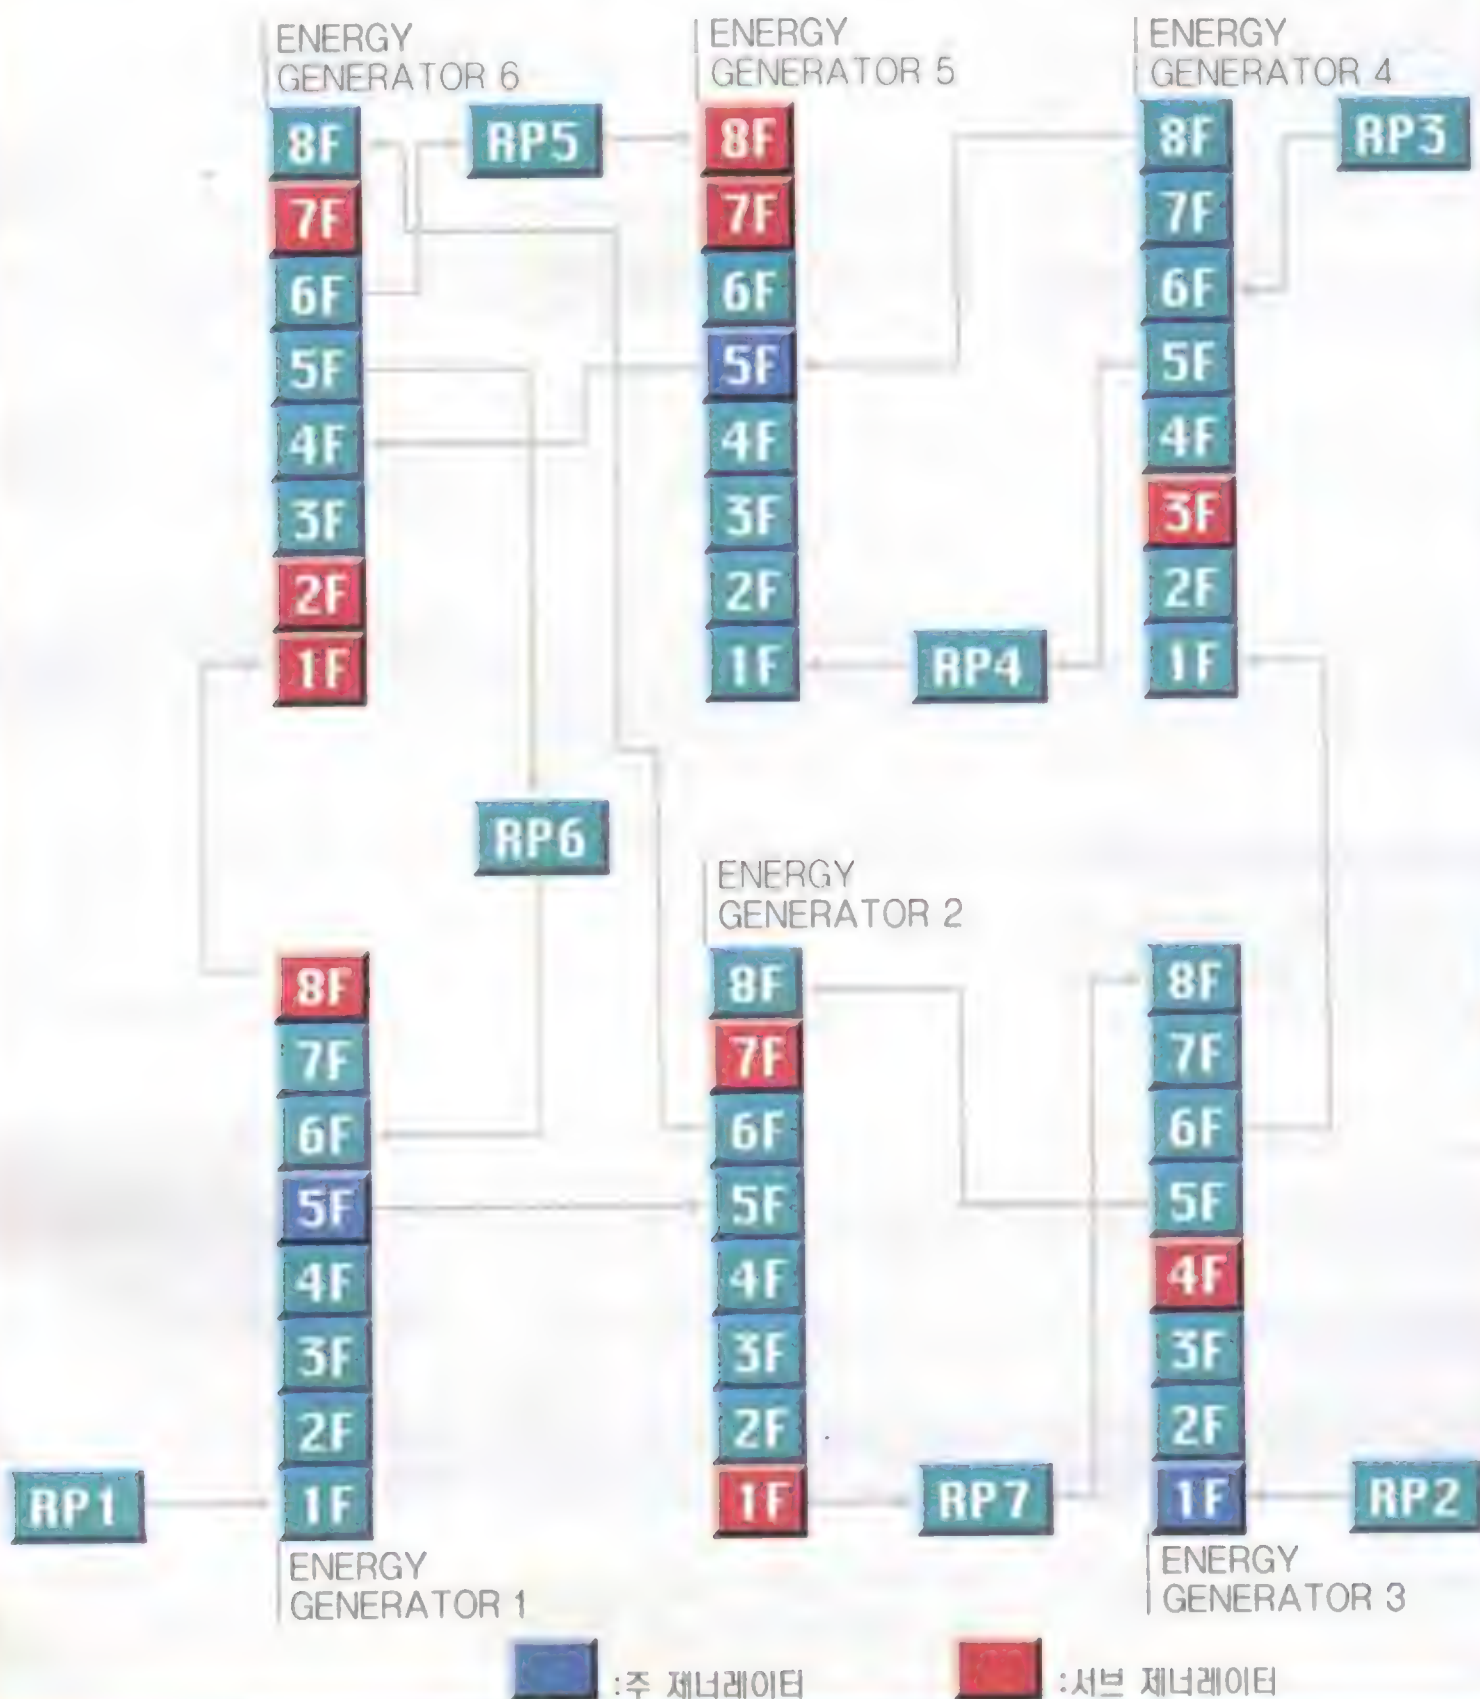 ENERGY
GENERATOR 6
8F
7F
6F
5F
4F
3F
2F
1F
RP5
ENERGY
GENERATOR 5
8F
7F
6F
5F
4F
3F
2F
1F
RP4
ENERGY
GENERATOR 4
8F
7F
6F
5F
4F
3F
2F
1F
RP3
RP6
8F
7F
6F
5F
4F
3F
2F
1F
ENERGY
GENERATOR 1
RP1
ENERGY
GENERATOR 2
8F
7F
6F
5F
4F
3F
2F
1F
RP7
8F
7F
6F
5F
4F
3F
2F
1F
ENERGY
GENERATOR 3
RP2
:주 제너레이터
:서브 제너레이터